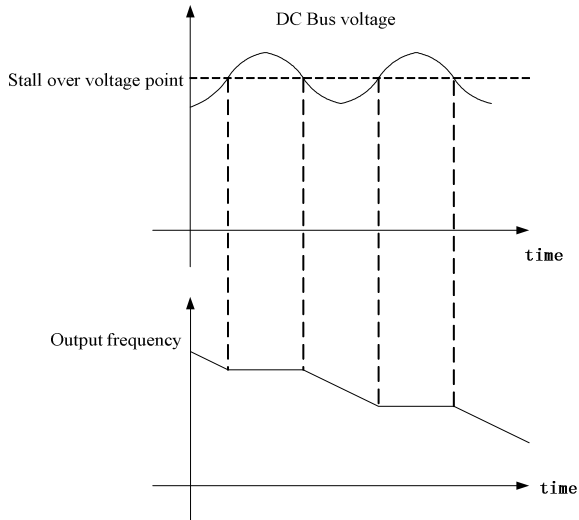 DC Bus voltage
Stall over voltage point
time
Output frequency
time